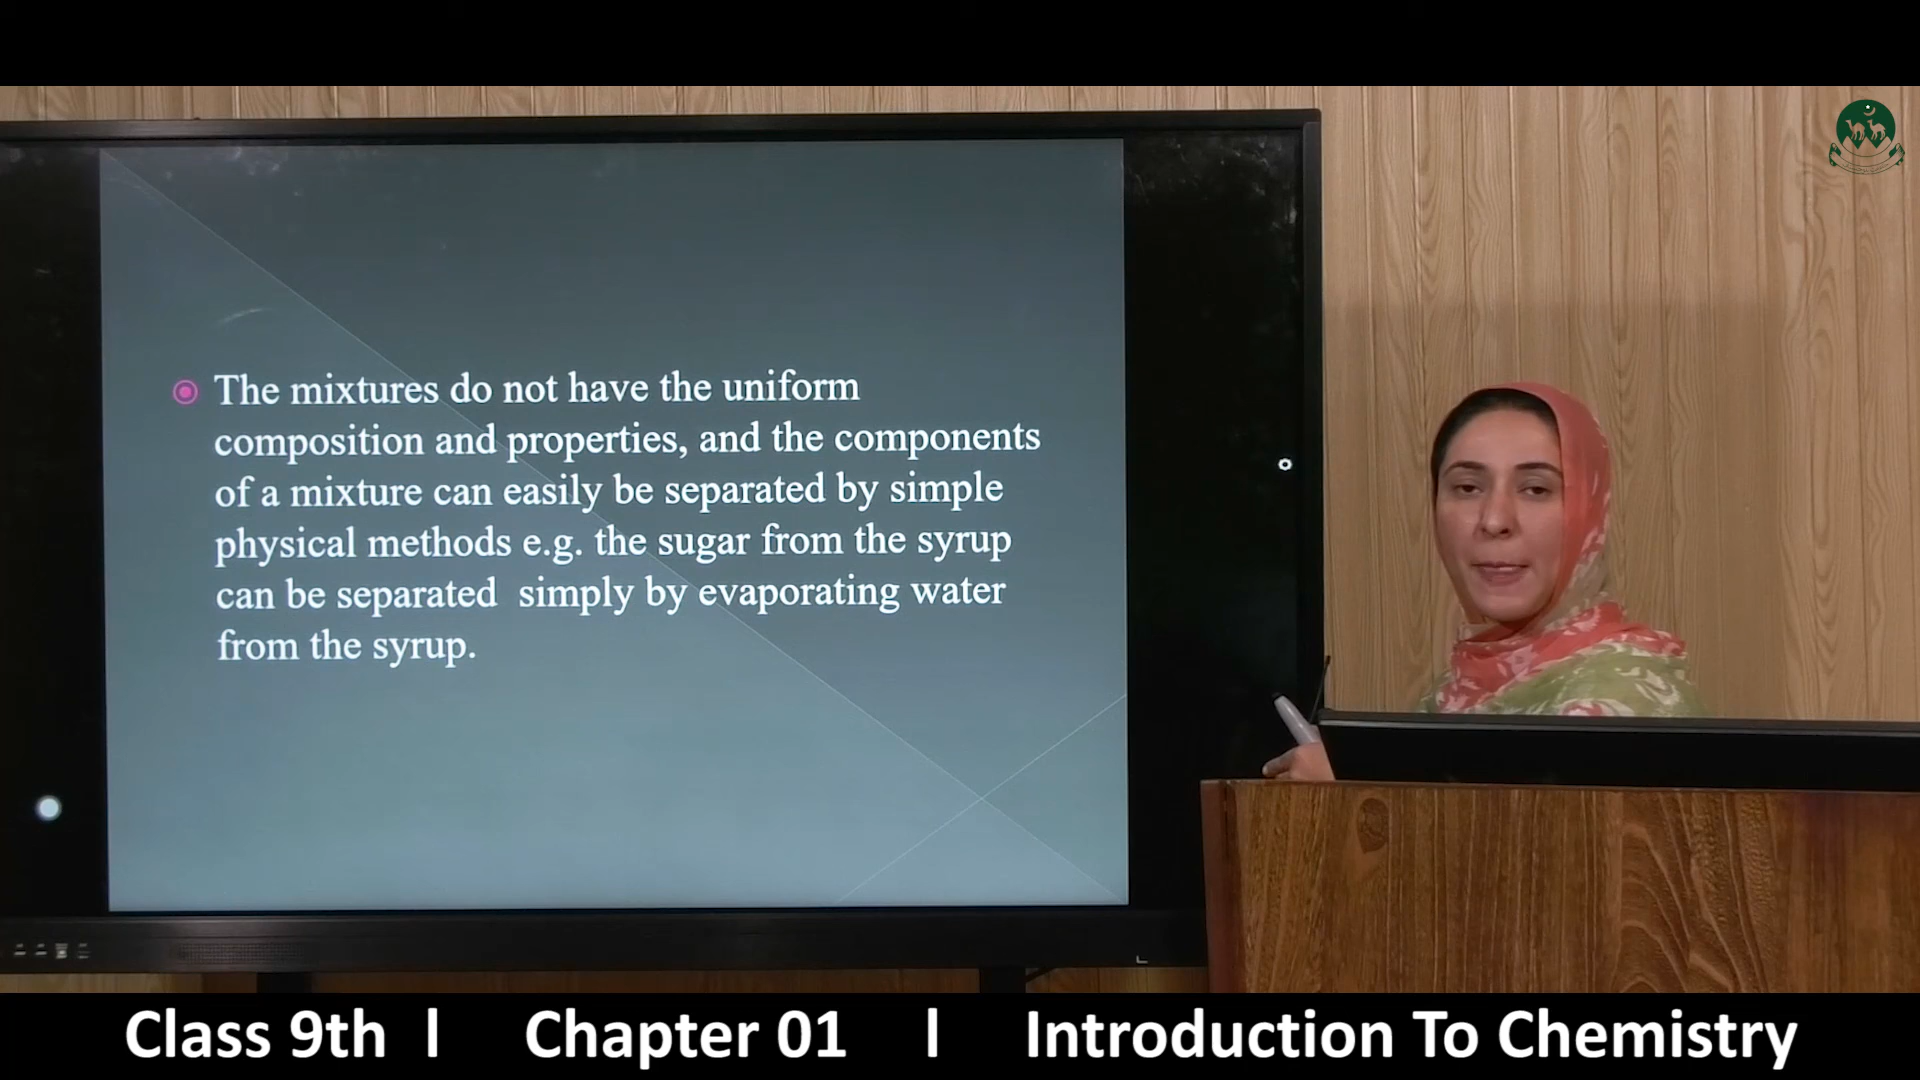 The mixtures do not have the uniform
composition and properties, and the components
of a mixture can easily be separated by simple
physical methods e.g. the sugar from the syrup
can be separated  simply by evaporating water
from the syrup.
Class 9th l Chapter 01 l Introduction To Chemistry